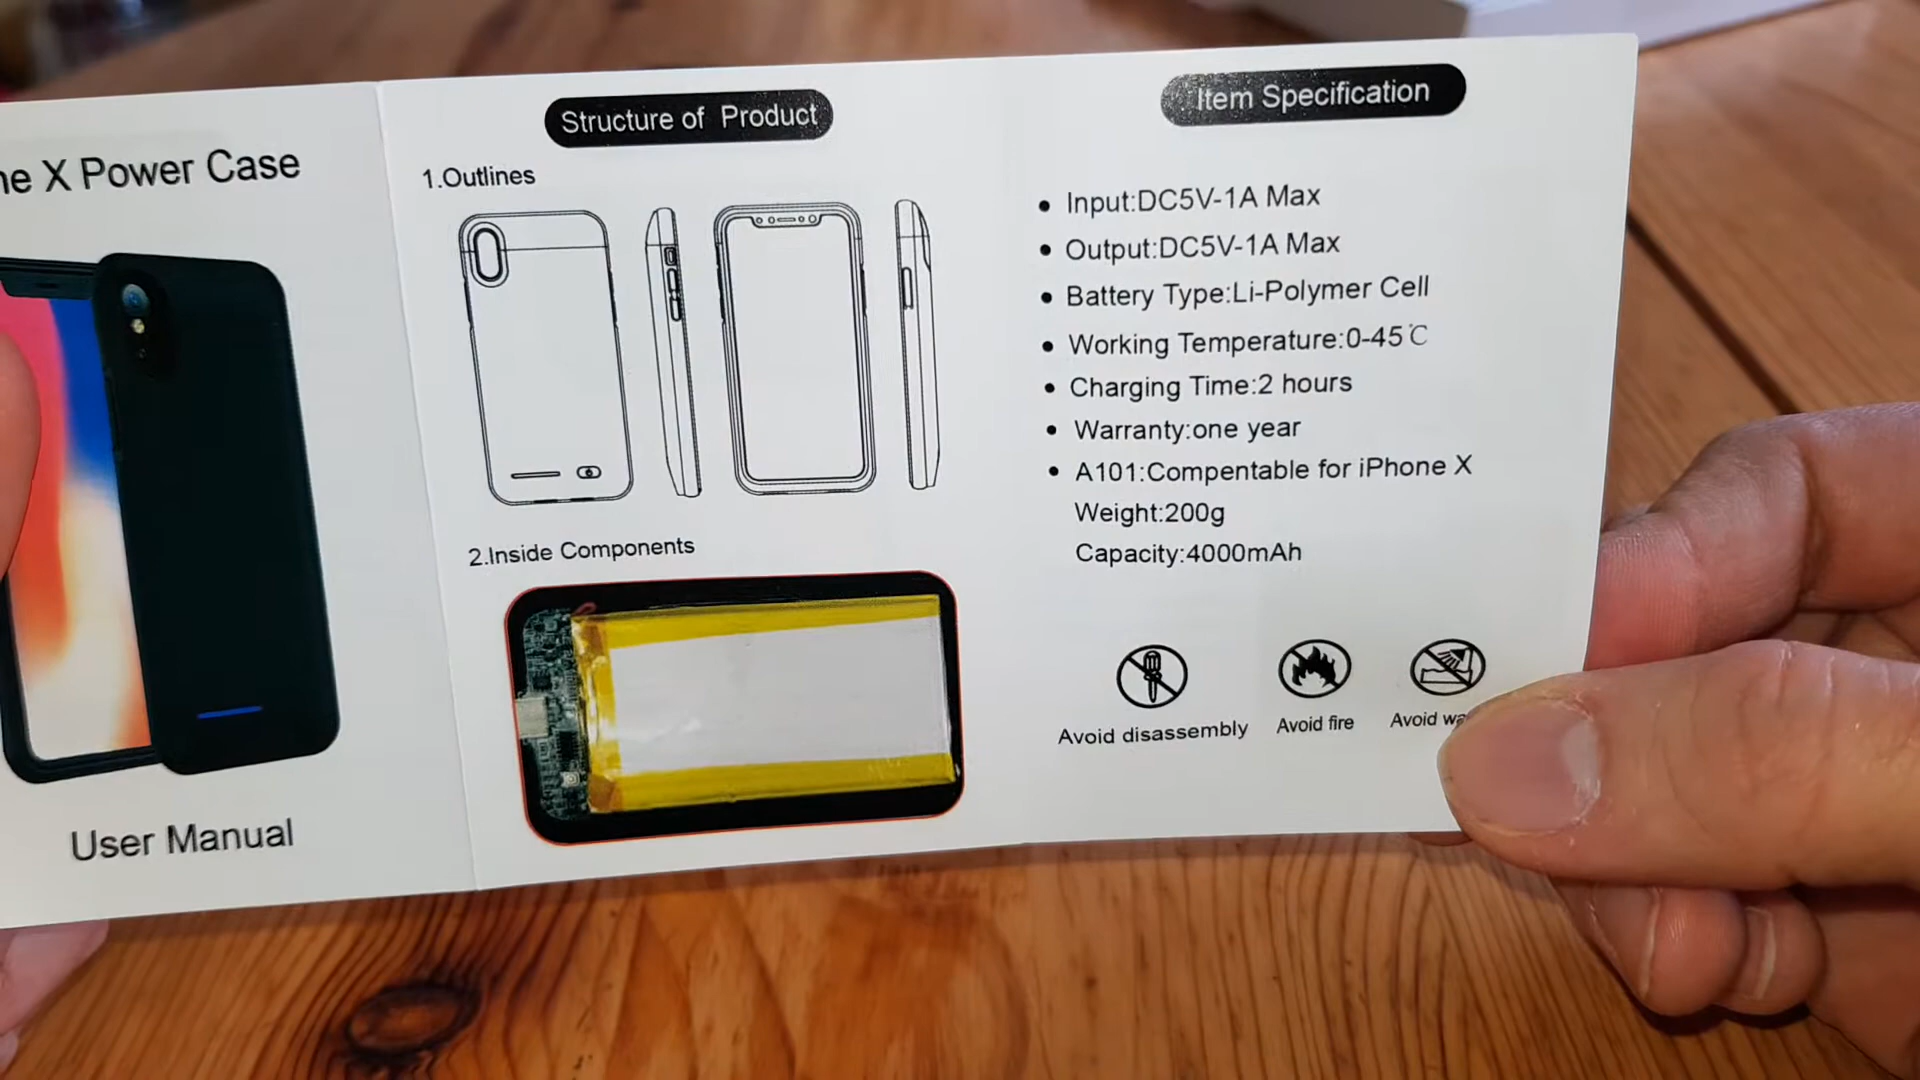 X Power Case
User Manual
Structure of Product
1.Outlines
2.Inside Components
Item Specification
Input:DC5V-1A Max
Output:DC5V-1A Max
Battery Type:Li-Polymer Cell
Working Temperature:0-45℃
Charging Time:2 hours
Warranty:one year
A101:Compentable for iPhone X
Weight:200g
Capacity:4000mAh
Avoid disassembly
Avoid fire
Avoid